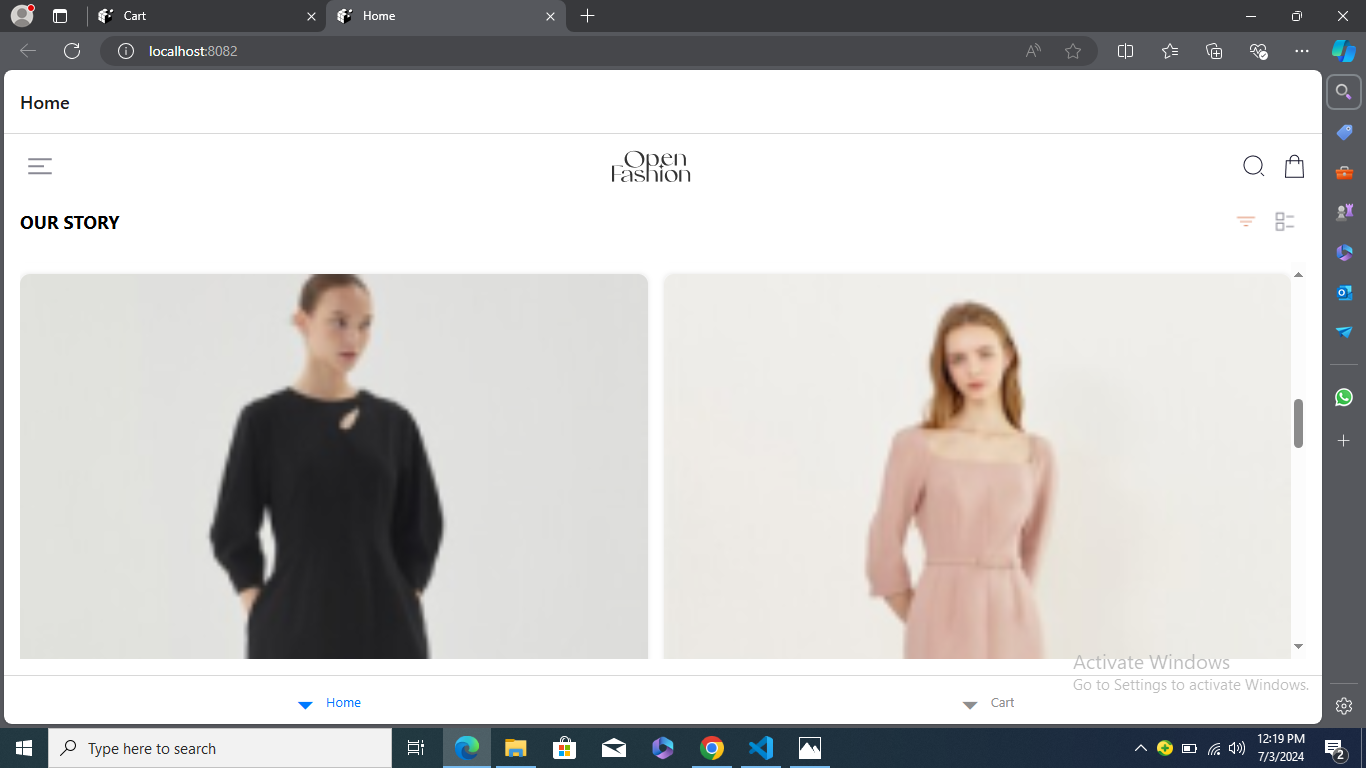 Cart
Home
localhost:8082
Home
Open
Fashion
OUR STORY
Activate Windows
Go to Settings to activate Windows.
Home
Cart
Type here to search
12:19 PM
7/3/2024
2